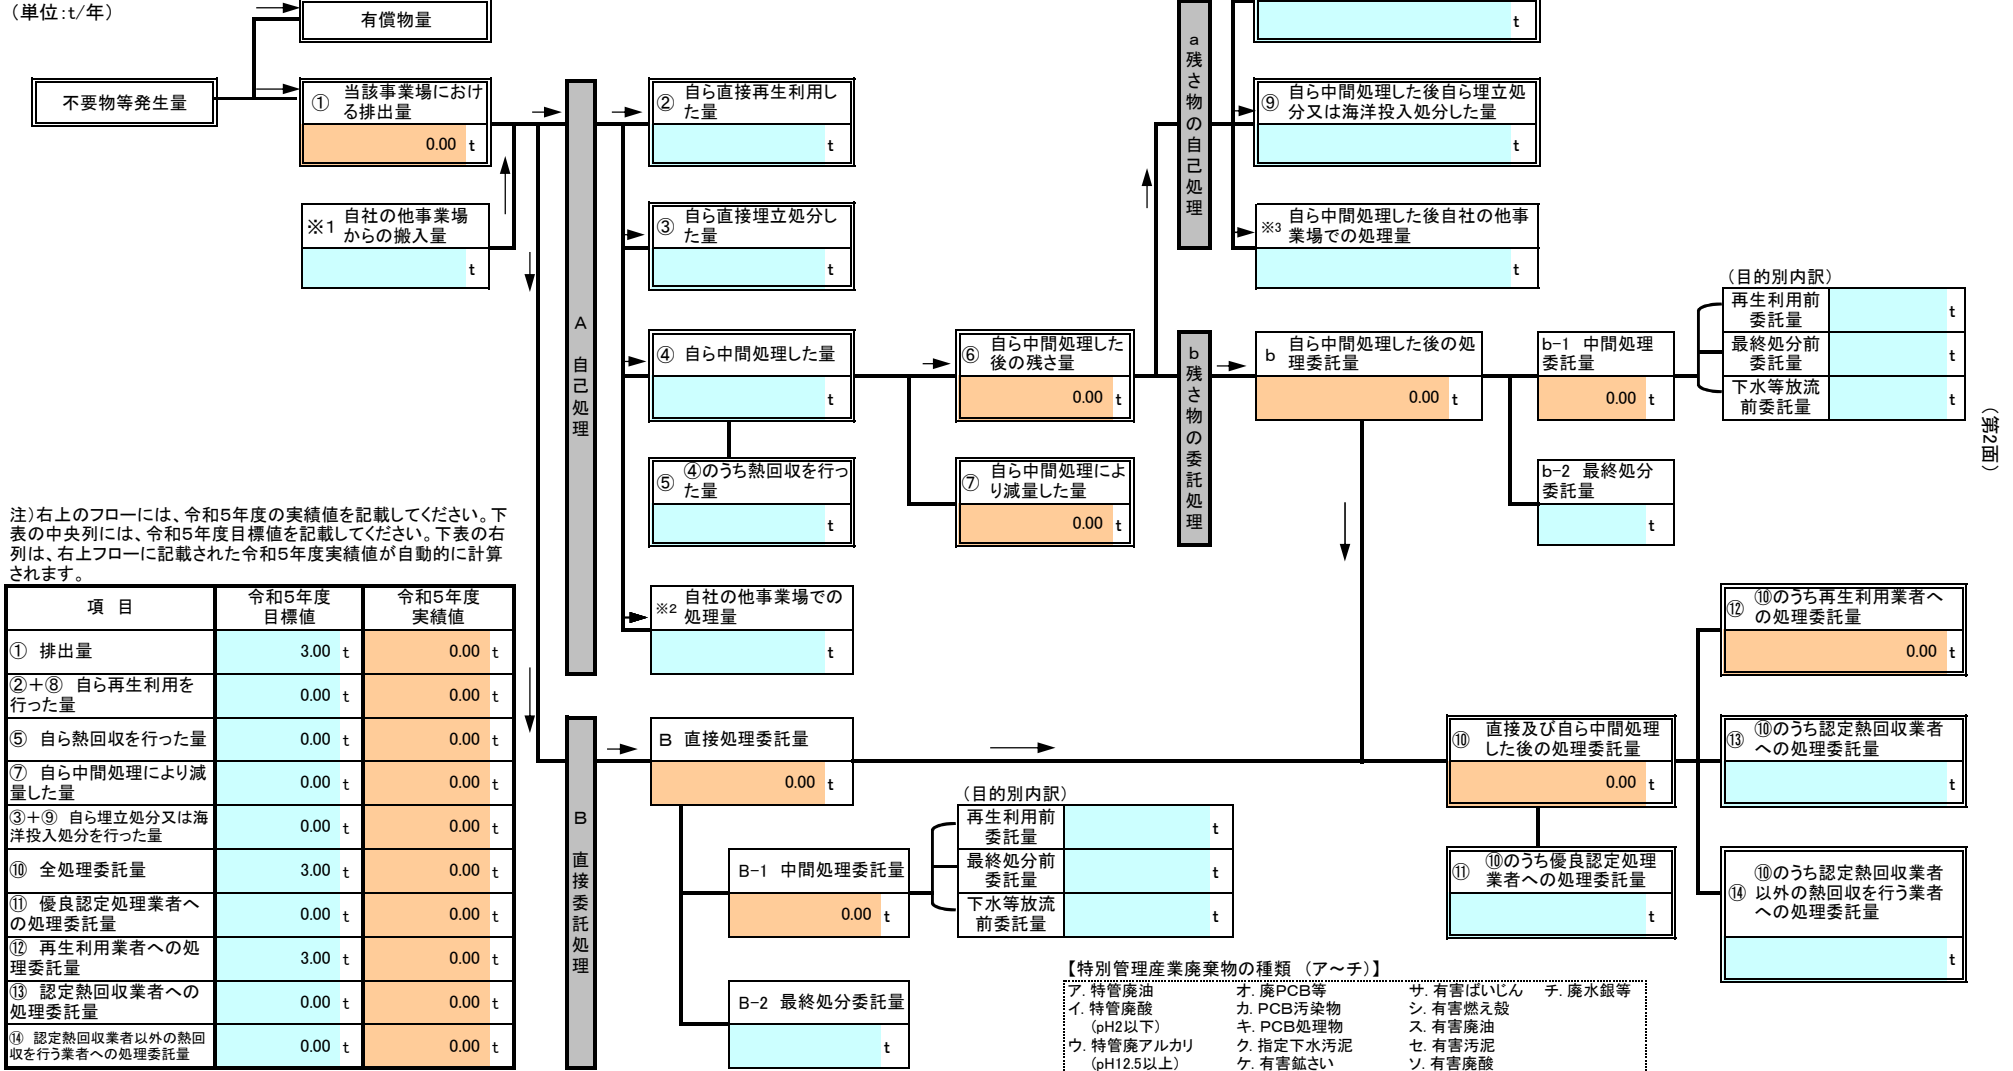 (単位:t/年)
有償物量
不要物等発生量
① 当該事業場におけ
る排出量
0.00 t
※1 自社の他事業場
からの搬入量
t
A 自己処理
② 自ら直接再生利用し
た量
t
③ 自ら直接埋立処分し
た量
t
④ 自ら中間処理した量
t
⑤ ④のうち熱回収を行っ
た量
t
※2 自社の他事業場での
処理量
t
⑥ 自ら中間処理した
後の残さ量
0.00 t
⑦ 自ら中間処理によ
り減量した量
0.00 t
a 残さ物の自己処理
t
⑨ 自ら中間処理した後自ら埋立処
分又は海洋投入処分した量
t
※3 自ら中間処理した後自社の他事
業場での処理量
t
b 残さ物の委託処理
b 自ら中間処理した後の処
理委託量
0.00 t
b-1 中間処理
委託量
0.00 t
b-2 最終処分
委託量
t
(目的別内訳)
再生利用前
委託量
t
最終処分前
委託量
t
下水等放流
前委託量
t
(第2面)
注)右上のフローには、令和5年度の実績値を記載してください。下
表の中央列には、令和5年度目標値を記載してください。下表の右
列は、右上フローに記載された令和5年度実績値が自動的に計算
されます。
項 目 令和5年度 目標値 令和5年度 実績値
① 排出量 3.00 t 0.00 t
②+⑧ 自ら再生利用を
行った量 0.00 t 0.00 t
⑤ 自ら熱回収を行った量 0.00 t 0.00 t
⑦ 自ら中間処理により減
量した量 0.00 t 0.00 t
③+⑨ 自ら埋立処分又は海
洋投入処分を行った量 0.00 t 0.00 t
⑩ 全処理委託量 3.00 t 0.00 t
⑪ 優良認定処理業者へ
の処理委託量 0.00 t 0.00 t
⑫ 再生利用業者への処
理委託量 3.00 t 0.00 t
⑬ 認定熱回収業者への
処理委託量 0.00 t 0.00 t
⑭ 認定熱回収業者以外の熱回
収を行う業者への処理委託量 0.00 t 0.00 t
B 直接委託処理
B 直接処理委託量
0.00 t
B-1 中間処理委託量
0.00 t
B-2 最終処分委託量
t
(目的別内訳)
再生利用前
委託量
t
最終処分前
委託量
t
下水等放流
前委託量
t
⑩ 直接及び自ら中間処理
した後の処理委託量
0.00 t
⑪ ⑩のうち優良認定処理
業者への処理委託量
t
⑫ ⑩のうち再生利用業者へ
の処理委託量
0.00 t
⑬ ⑩のうち認定熱回収業者
への処理委託量
t
⑭ ⑩のうち認定熱回収業者
以外の熱回収を行う業者
への処理委託量
t
【特別管理産業廃棄物の種類 (ア~チ)】
ア. 特管廃油 オ. 廃PCB等 サ. 有害ばいじん チ. 廃水銀等
イ. 特管廃酸 カ. PCB汚染物 シ. 有害燃え殻
(pH2以下) キ. PCB処理物 ス. 有害廃油
ウ. 特管廃アルカリ ク. 指定下水汚泥 セ. 有害汚泥
(pH12.5以上) ケ. 有害鉱さい ソ. 有害廃酸